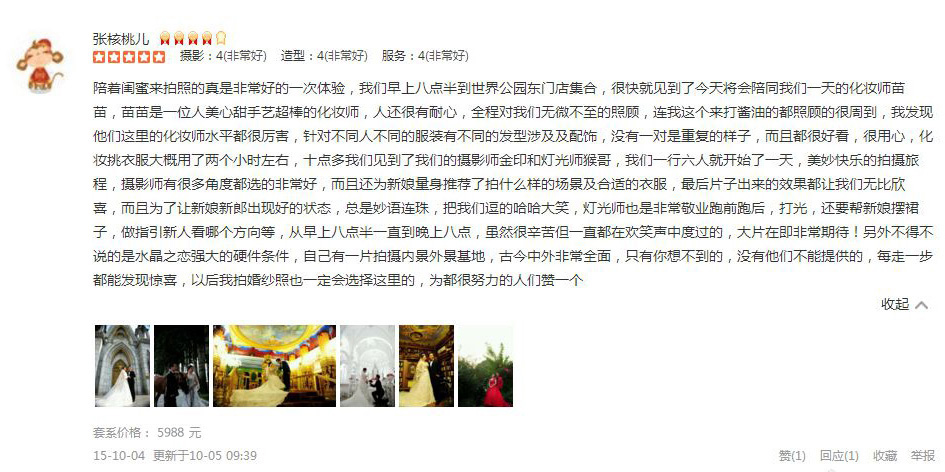 张核桃儿
摄影：4(非常好) 造型：4(非常好) 服务：4(非常好)
陪着闺蜜来拍照的真是非常好的一次体验，我们早上八点半到世界公园东门店集合，很快就见到了今天将会陪同我们一天的化妆师苗
苗，苗苗是一位人美心甜手艺超棒的化妆师，人还很有耐心，全程对我们无微不至的照顾，连我这个来打酱油的都照顾的很周到，我发现
他们这里的化妆师水平都很厉害，针对不同人不同的服装有不同的发型涉及及配饰，没有一对是重复的样子，而且都很好看，很用心，化
妆挑衣服大概用了两个小时左右，十点多我们见到了我们的摄影师金印和灯光师猴哥，我们一行六人就开始了一天，美妙快乐的拍摄旅
程，摄影师有很多角度都选的非常好，而且还为新娘量身推荐了拍什么样的场景及合适的衣服，最后片子出来的效果都让我们无比欣
喜，而且为了让新娘新郎出现好的状态，总是妙语连珠，把我们逗的哈哈大笑，灯光师也是非常敬业跑前跑后，打光，还要帮新娘摆裙
子，做指引新人看哪个方向等，从早上八点半一直到晚上八点，虽然很辛苦但一直都在欢笑声中度过的，大片在即非常期待！另外不得不
说的是水晶之恋强大的硬件条件，自己有一片拍摄内景外景基地，古今中外非常全面，只有你想不到的，没有他们不能提供的，每走一步
都能发现惊喜，以后我拍婚纱照也一定会选择这里的，为都很努力的人们赞一个
收起
套系价格： 5988 元
15-10-04 更新于10-05 09:39 赞(1) 回应(1) 收藏 举报